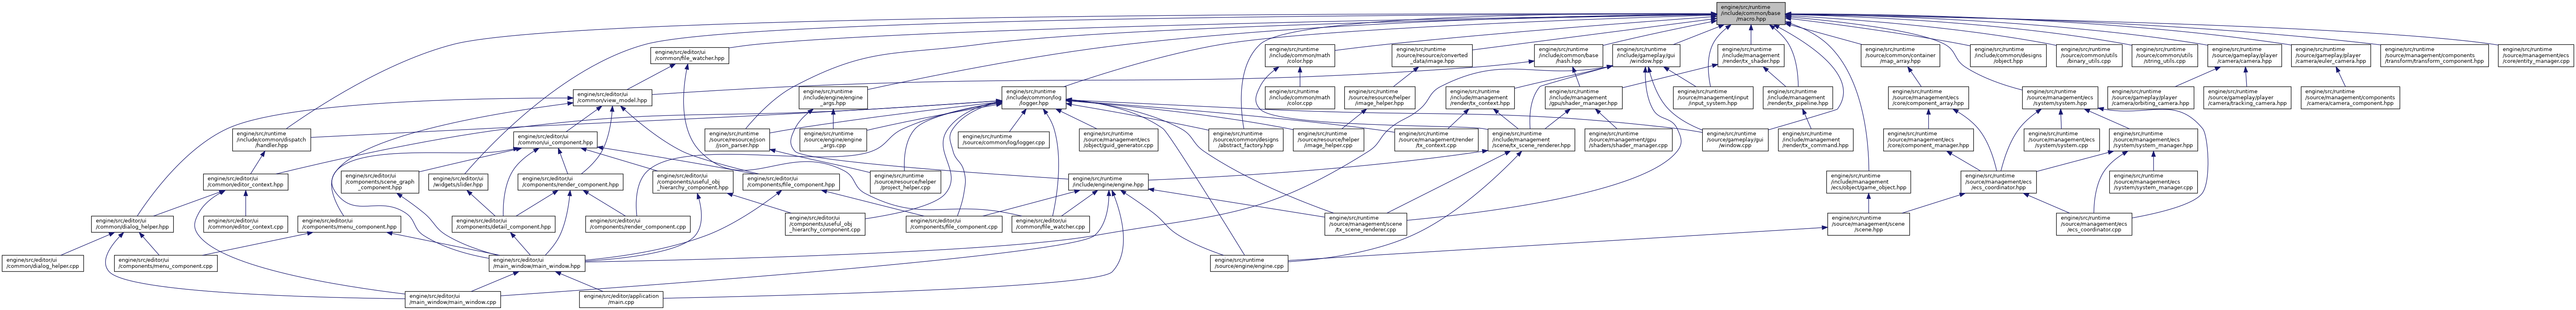 engine/src/runtime
/include/common/base
/macro.hpp
engine/src/editor/ui
/common/file_watcher.hpp
engine/src/runtime
/include/common/math
/color.hpp
engine/src/runtime
/source/resource/converted
_data/image.hpp
engine/src/runtime
/include/common/base
/hash.hpp
engine/src/runtime
/include/gameplay/gui
/window.hpp
engine/src/runtime
/include/management
/render/tx_shader.hpp
engine/src/runtime
/source/common/container
/map_array.hpp
engine/src/runtime
/include/common/designs
/object.hpp
engine/src/runtime
/source/common/utils
/binary_utils.cpp
engine/src/runtime
/source/common/utils
/string_utils.cpp
engine/src/runtime
/source/gameplay/player
/camera/camera.hpp
engine/src/runtime
/source/gameplay/player
/camera/euler_camera.hpp
engine/src/runtime
/source/management/components
/transform/transform_component.hpp
engine/src/runtime
/source/management/ecs
/core/entity_manager.cpp
engine/src/editor/ui
/common/view_model.hpp
engine/src/runtime
/include/engine/engine
_args.hpp
engine/src/runtime
/include/common/log
/logger.hpp
engine/src/runtime
/include/common/math
/color.cpp
engine/src/runtime
/source/resource/helper
/image_helper.hpp
engine/src/runtime
/include/management
/render/tx_context.hpp
engine/src/runtime
/include/management
/gpu/shader_manager.hpp
engine/src/runtime
/source/management/input
/input_system.hpp
engine/src/runtime
/include/management
/render/tx_pipeline.hpp
engine/src/runtime
/source/management/ecs
/core/component_array.hpp
engine/src/runtime
/source/management/ecs
/system/system.hpp
engine/src/runtime
/source/gameplay/player
/camera/orbiting_camera.hpp
engine/src/runtime
/source/gameplay/player
/camera/tracking_camera.hpp
engine/src/runtime
/source/management/components
/camera/camera_component.hpp
engine/src/runtime
/include/common/dispatch
/handler.hpp
engine/src/editor/ui
/common/ui_component.hpp
engine/src/runtime
/source/resource/json
/json_parser.hpp
engine/src/runtime
/source/engine/engine
_args.cpp
engine/src/runtime
/source/common/log/logger.cpp
engine/src/runtime
/source/management/ecs
/object/guid_generator.cpp
engine/src/runtime
/source/common/designs
/abstract_factory.hpp
engine/src/runtime
/source/resource/helper
/image_helper.cpp
engine/src/runtime
/source/management/render
/tx_context.cpp
engine/src/runtime
/include/management
/scene/tx_scene_renderer.hpp
engine/src/runtime
/source/management/gpu
/shaders/shader_manager.cpp
engine/src/runtime
/source/gameplay/gui
/window.cpp
engine/src/runtime
/include/management
/render/tx_command.hpp
engine/src/runtime
/source/management/ecs
/core/component_manager.hpp
engine/src/runtime
/source/management/ecs
/system/system.cpp
engine/src/runtime
/source/management/ecs
/system/system_manager.hpp
engine/src/editor/ui
/common/editor_context.hpp
engine/src/editor/ui
/components/scene_graph
_component.hpp
engine/src/editor/ui
/widgets/slider.hpp
engine/src/editor/ui
/components/render_component.hpp
engine/src/editor/ui
/components/useful_obj
_hierarchy_component.hpp
engine/src/editor/ui
/components/file_component.hpp
engine/src/runtime
/source/resource/helper
/project_helper.cpp
engine/src/runtime
/include/engine/engine.hpp
engine/src/runtime
/include/management
/ecs/object/game_object.hpp
engine/src/runtime
/source/management/ecs
/ecs_coordinator.hpp
engine/src/runtime
/source/management/ecs
/system/system_manager.cpp
engine/src/editor/ui
/common/dialog_helper.hpp
engine/src/editor/ui
/common/editor_context.cpp
engine/src/editor/ui
/components/menu_component.hpp
engine/src/editor/ui
/components/detail_component.hpp
engine/src/editor/ui
/components/render_component.cpp
engine/src/editor/ui
/components/useful_obj
_hierarchy_component.cpp
engine/src/editor/ui
/components/file_component.cpp
engine/src/editor/ui
/common/file_watcher.cpp
engine/src/runtime
/source/management/scene
/tx_scene_renderer.cpp
engine/src/runtime
/source/management/scene
/scene.hpp
engine/src/runtime
/source/management/ecs
/ecs_coordinator.cpp
engine/src/editor/ui
/common/dialog_helper.cpp
engine/src/editor/ui
/components/menu_component.cpp
engine/src/editor/ui
/main_window/main_window.hpp
engine/src/runtime
/source/engine/engine.cpp
engine/src/editor/ui
/main_window/main_window.cpp
engine/src/editor/application
/main.cpp